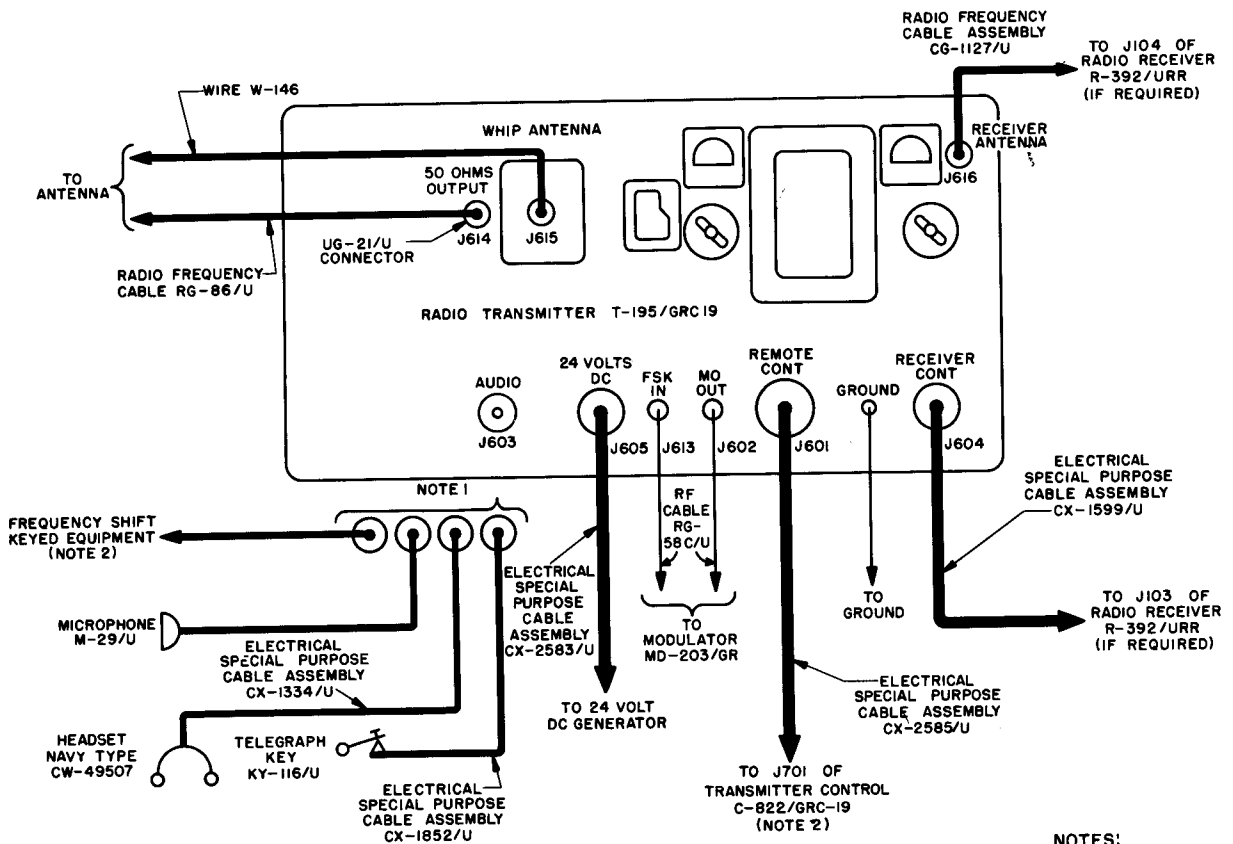 RADIO FREQUENCY
CABLE ASSEMBLY
CG-1127/U
TO J104 OF
RADIO RECEIVER
R-392/URR
(IF REQUIRED)
WIRE W-146
WHIP ANTENNA
RECEIVER
ANTENNA
J616
TO
ANTENNA
50 OHMS
OUTPUT
J614
J615
UG-21/U
CONNECTOR
RADIO FREQUENCY
CABLE RG-86/U
RADIO TRANSMITTER T-195/GRC19
AUDIO
J603
24 VOLTS
DC
J605
FSK
IN
J613
MO
OUT
J602
REMOTE
CONT
J601
GROUND
RECEIVER
CONT
J604
NOTE 1
FREQUENCY SHIFT
KEYED EQUIPMENT
(NOTE 2)
RF
CABLE
RG-
58C/U
ELECTRICAL
SPECIAL PURPOSE
CABLE ASSEMBLY
CX-1599/U
ELECTRICAL
SPECIAL
PURPOSE
CABLE
ASSEMBLY
CX-2583/U
TO
GROUND
TO J103 OF
RADIO RECEIVER
R-392/URR
(IF REQUIRED)
MICROPHONE
M-29/U
TO
MODULATOR
MD-203/GR
ELECTRICAL
SPECIAL PURPOSE
CABLE ASSEMBLY
CX-1334/U
ELECTRICAL
SPECIAL PURPOSE
CABLE ASSEMBLY
CX-2585/U
TO 24 VOLT
DC GENERATOR
HEADSET
NAVY TYPE
CW-49507
TELEGRAPH
KEY
KY-116/U
ELECTRICAL
SPECIAL PURPOSE
CABLE ASSEMBLY
CX-1852/U
TO J701 OF
TRANSMITTER CONTROL
C-822/GRC-19
(NOTE 2)
NOTES: